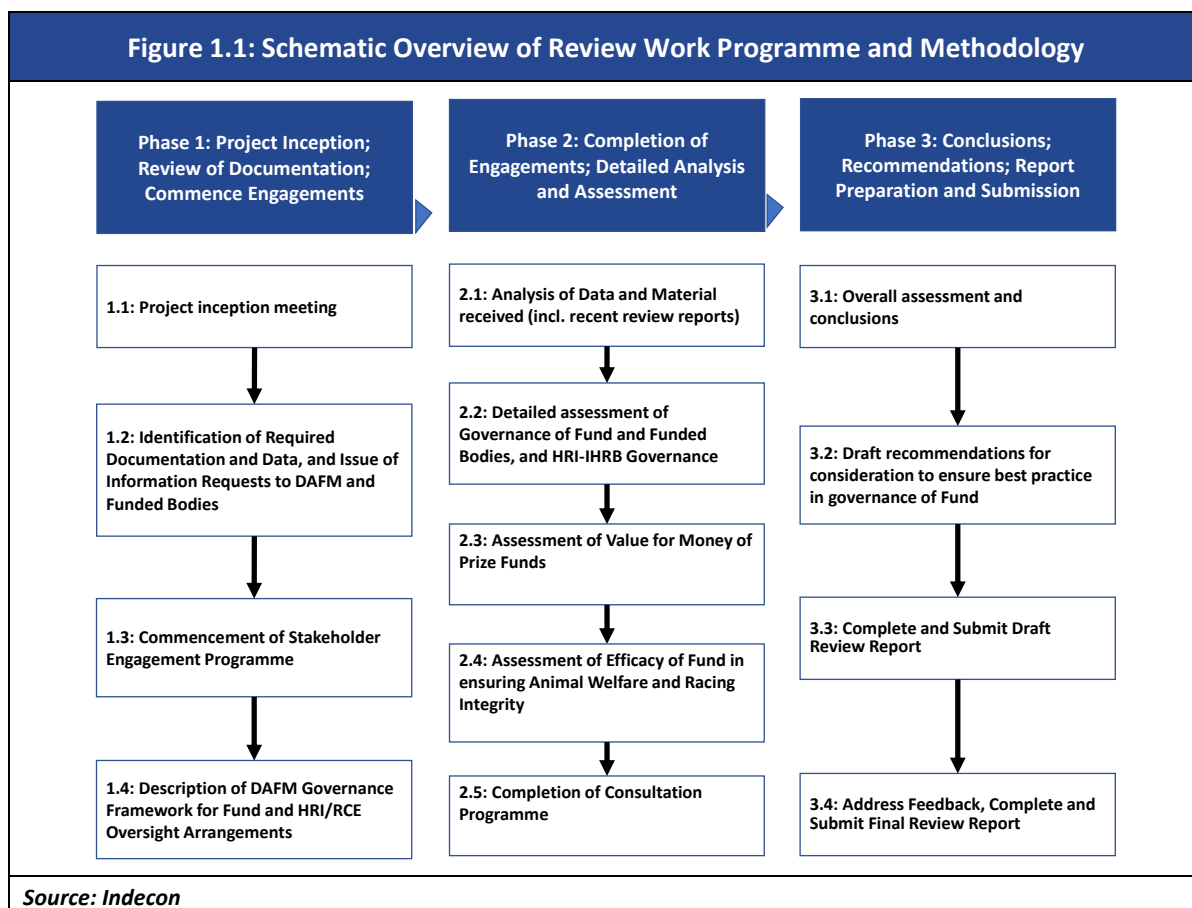 Figure 1.1: Schematic Overview of Review Work Programme and Methodology
Phase 1: Project Inception;
Review of Documentation;
Commence Engagements
1.1: Project inception meeting
1.2: Identification of Required
Documentation and Data, and Issue of
Information Requests to DAFM and
Funded Bodies
1.3: Commencement of Stakeholder
Engagement Programme
1.4: Description of DAFM Governance
Framework for Fund and HRI/RCE
Oversight Arrangements
Phase 2: Completion of
Engagements; Detailed Analysis
and Assessment
2.1: Analysis of Data and Material
received (incl. recent review reports)
2.2: Detailed assessment of
Governance of Fund and Funded
Bodies, and HRI-IHRB Governance
2.3: Assessment of Value for Money of
Prize Funds
2.4: Assessment of Efficacy of Fund in
ensuring Animal Welfare and Racing
Integrity
2.5: Completion of Consultation
Programme
Phase 3: Conclusions;
Recommendations; Report
Preparation and Submission
3.1: Overall assessment and
conclusions
3.2: Draft recommendations for
consideration to ensure best practice
in governance of Fund
3.3: Complete and Submit Draft
Review Report
3.4: Address Feedback, Complete and
Submit Final Review Report
Source: Indecon